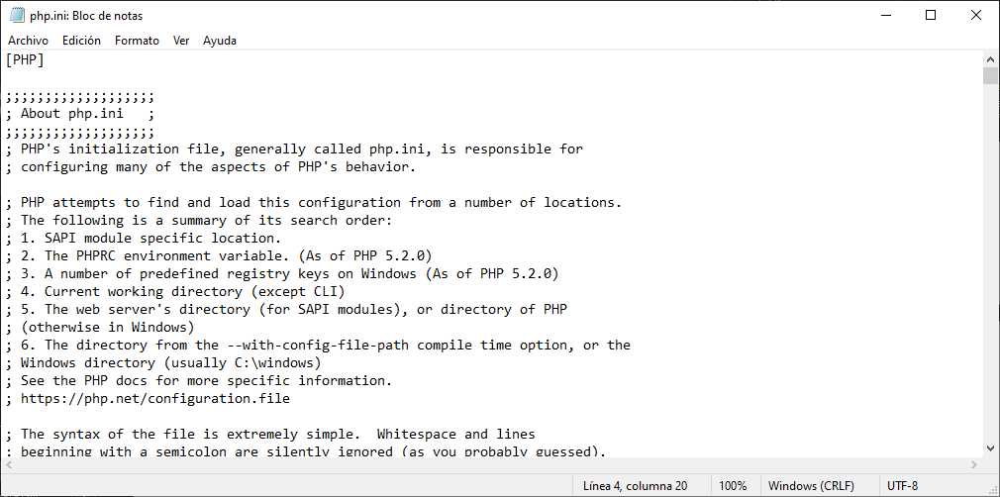 php.ini: Bloc de notas
Archivo Edición Formato Ver Ayuda
[PHP]
;;;;;;;;;;;;;;;;;;;
; About php.ini   ;
;;;;;;;;;;;;;;;;;;;
; PHP's initialization file, generally called php.ini, is responsible for
; configuring many of the aspects of PHP's behavior.
; PHP attempts to find and load this configuration from a number of locations.
; The following is a summary of its search order:
; 1. SAPI module specific location.
; 2. The PHPRC environment variable. (As of PHP 5.2.0)
; 3. A number of predefined registry keys on Windows (As of PHP 5.2.0)
; 4. Current working directory (except CLI)
; 5. The web server's directory (for SAPI modules), or directory of PHP
; (otherwise in Windows)
; 6. The directory from the --with-config-file-path compile time option, or the
; Windows directory (usually C:\windows)
; See the PHP docs for more specific information.
; https://php.net/configuration.file
; The syntax of the file is extremely simple.  Whitespace and lines
; beginning with a semicolon are silently ignored (as you probably guessed).
Línea 4, columna 20 100% Windows (CRLF) UTF-8